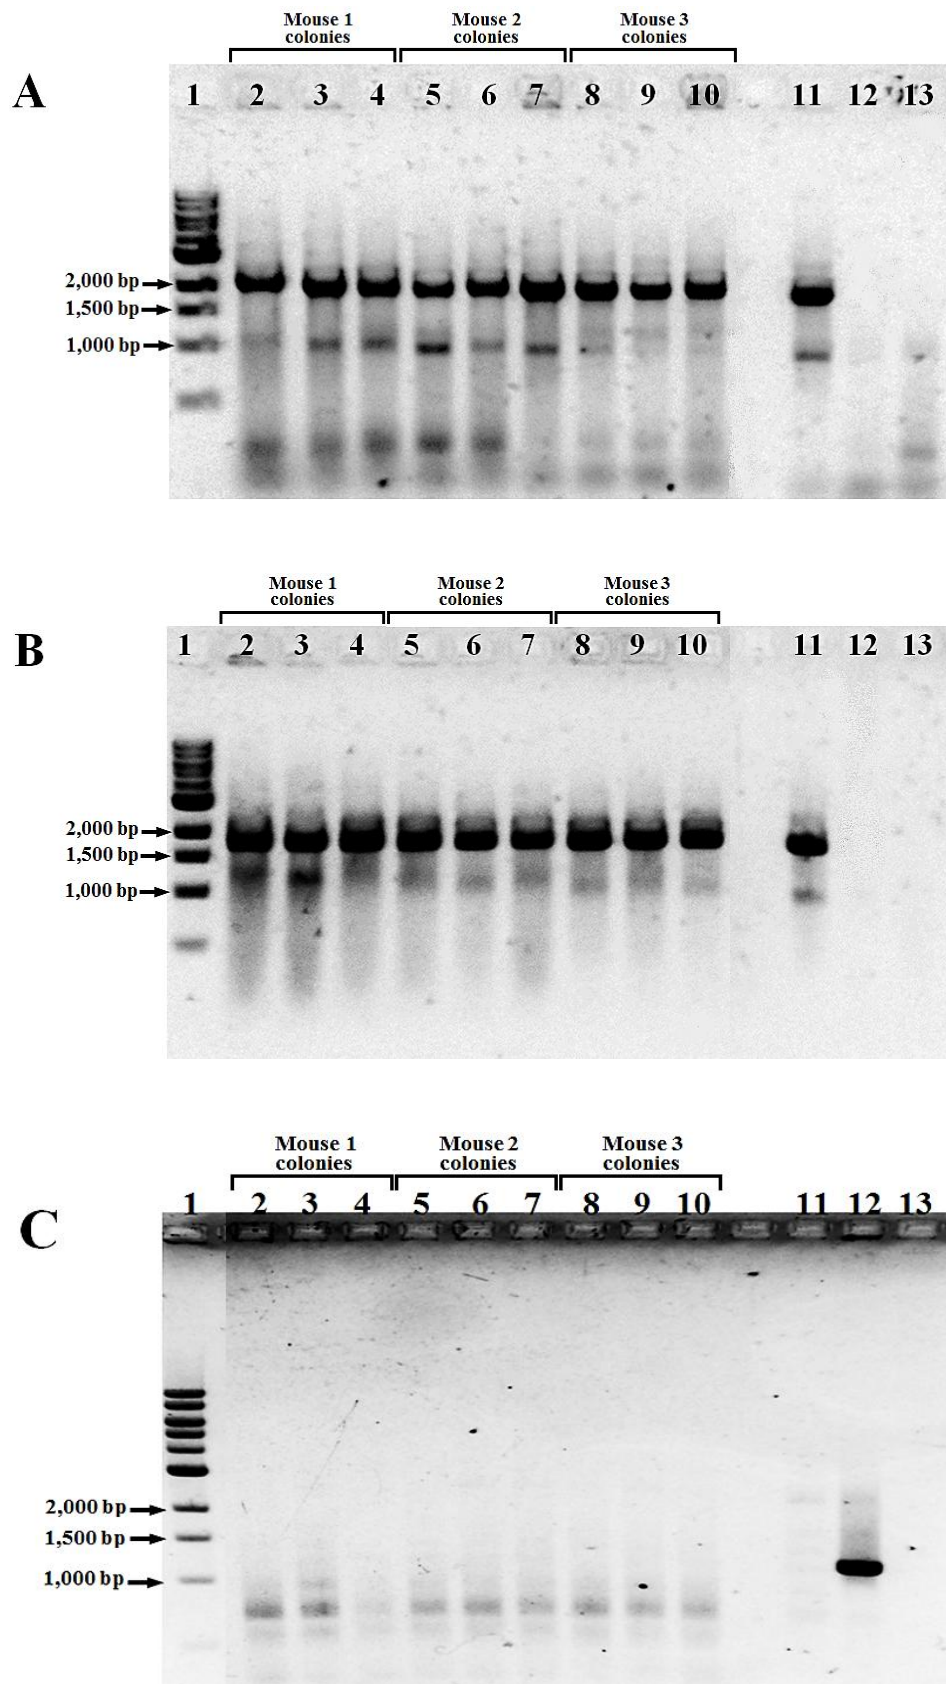 Mouse 1 colonies Mouse 2 colonies Mouse 3 colonies
A
1 2 3 4 5 6 7 8 9 10 11 12 13
2,000 bp
1,500 bp
1,000 bp
Mouse 1 colonies Mouse 2 colonies Mouse 3 colonies
B
1 2 3 4 5 6 7 8 9 10 11 12 13
2,000 bp
1,500 bp
1,000 bp
Mouse 1 colonies Mouse 2 colonies Mouse 3 colonies
1 2 3 4 5 6 7 8 9 10 11 12 13
C
2,000 bp
1,500 bp
1,000 bp